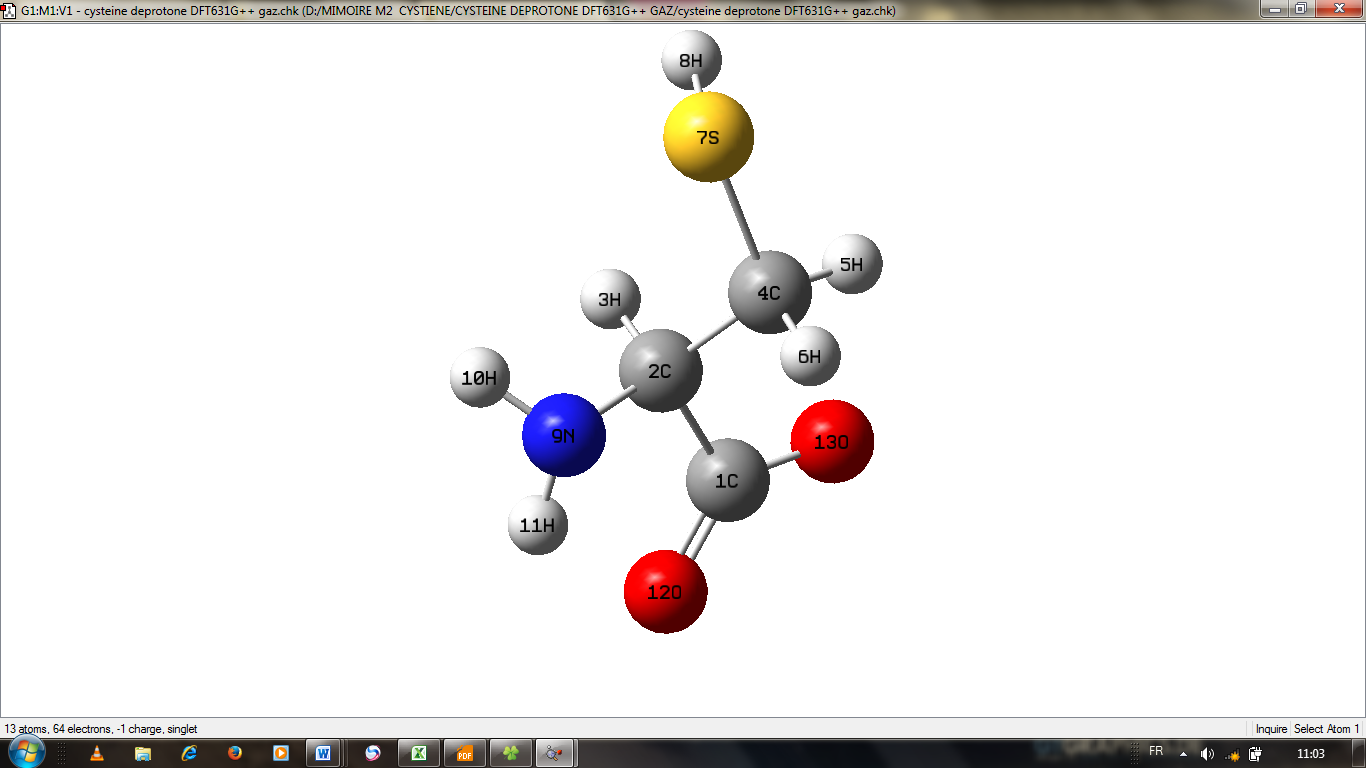 G1:M1:V1 - cysteine deprotone DFT631G++ gaz.chk (D:/MIMOIRE M2  CYSTIENE/CYSTEINE DEPROTONE DFT631G++ GAZ/cysteine deprotone DFT631G++ gaz.chk)
8H
7S
5H
4C
3H
6H
2C
10H
9N
13O
1C
11H
12O
13 atoms, 64 electrons, -1 charge, singlet
Inquire
Select Atom 1
W
X
PDF
FR
11:03